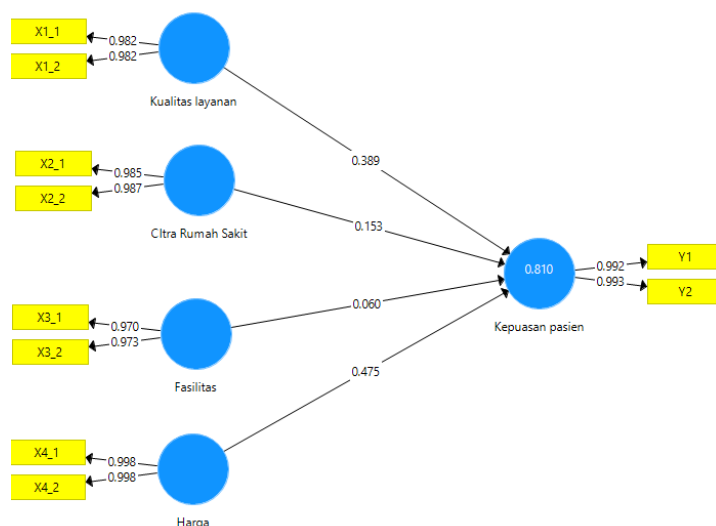 X1_1
0.982
X1_2
0.982
Kualitas layanan
0.389
X2_1
0.985
X2_2
0.987
CItra Rumah Sakit
0.153
0.810
Kepuasan pasien
0.992
Y1
0.993
Y2
X3_1
0.970
X3_2
0.973
Fasilitas
0.060
0.475
X4_1
0.998
X4_2
0.998
Harga